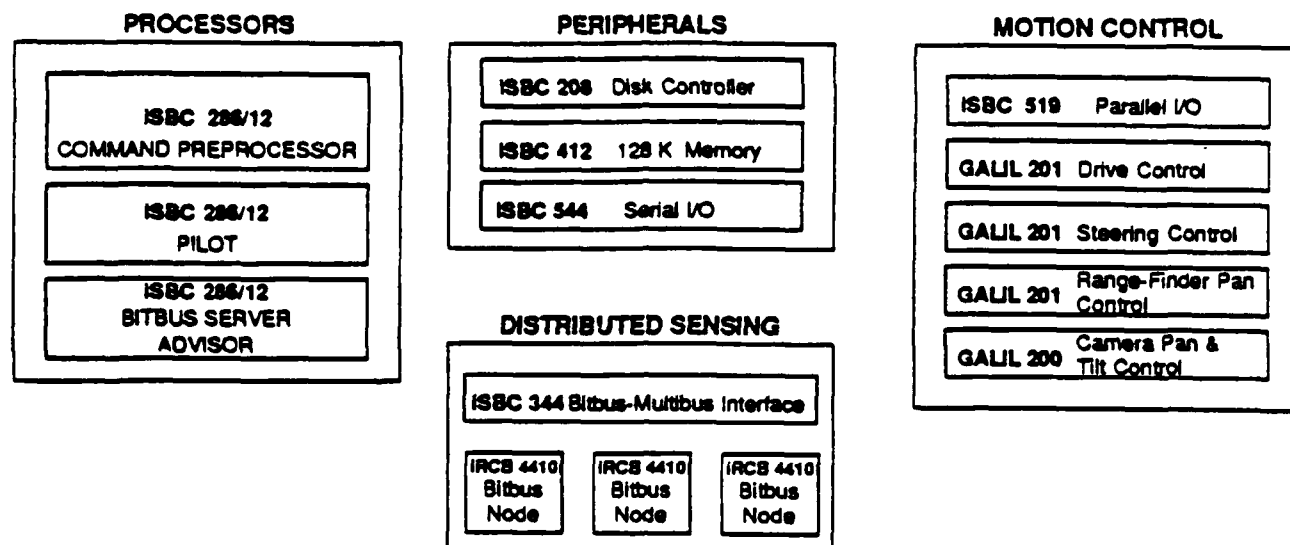 PROCESSORS
ISBC 286/12
COMMAND PREPROCESSOR
ISBC 286/12
PILOT
ISBC 286/12
BITBUS SERVER
ADVISOR
PERIPHERALS
ISBC 208 Disk Controller
ISBC 412 128 K Memory
ISBC 544 Serial I/O
DISTRIBUTED SENSING
ISBC 344 Bitbus-Multibus Interface
iRCB 4410
Bitbus
Node
iRCB 4410
Bitbus
Node
iRCB 4410
Bitbus
Node
MOTION CONTROL
ISBC 519 Parallel I/O
GALIL 201 Drive Control
GALIL 201 Steering Control
GALIL 201 Range-Finder Pan
Control
GALIL 200 Camera Pan &
Tilt Control